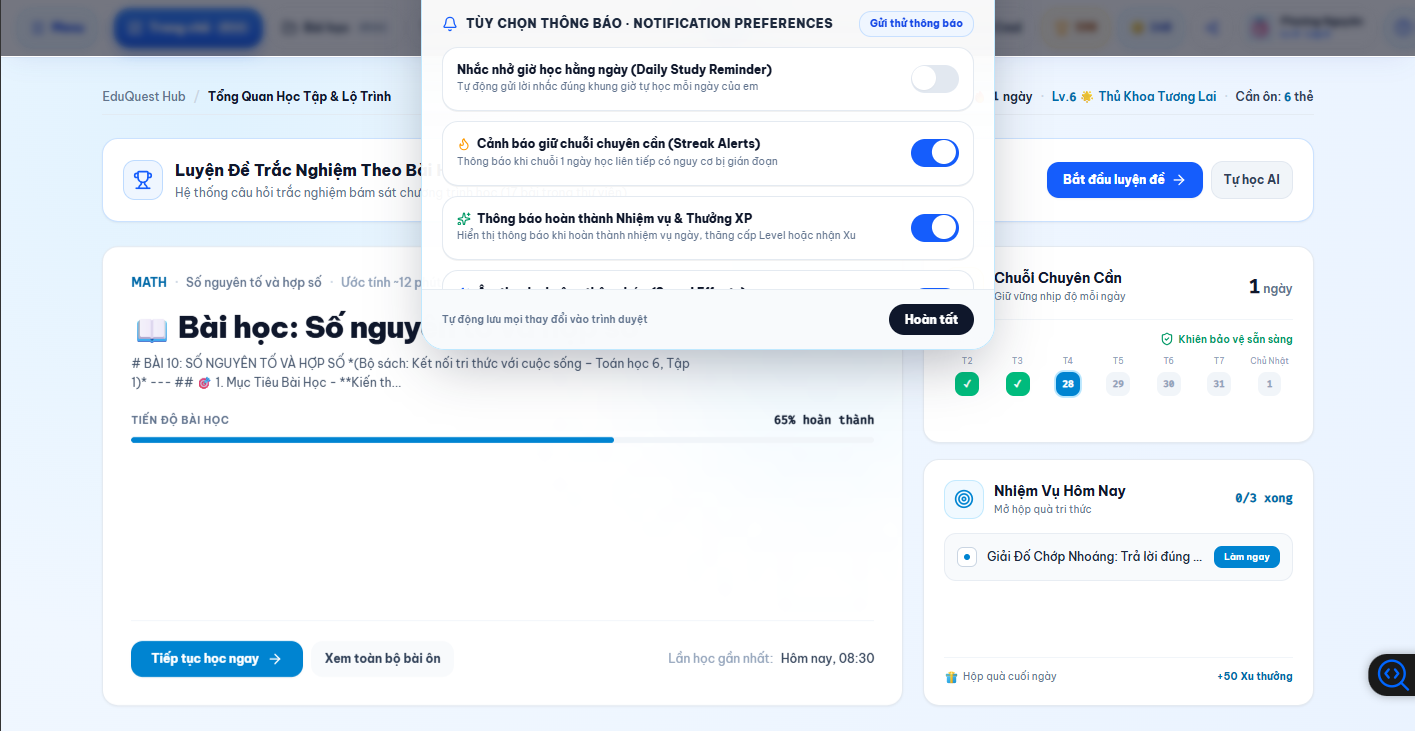 TÙY CHỌN THÔNG BÁO · NOTIFICATION PREFERENCES
Gửi thử thông báo
Nhắc nhở giờ học hằng ngày (Daily Study Reminder)
Tự động gửi lời nhắc đúng khung giờ tự học mỗi ngày của em
Cảnh báo giữ chuỗi chuyên cần (Streak Alerts)
Thông báo khi chuỗi 1 ngày học liên tiếp có nguy cơ bị gián đoạn
Thông báo hoàn thành Nhiệm vụ & Thưởng XP
Hiển thị thông báo khi hoàn thành nhiệm vụ ngày, thăng cấp Level hoặc nhận Xu
Tự động lưu mọi thay đổi vào trình duyệt
Hoàn tất
EduQuest Hub / Tổng Quan Học Tập & Lộ Trình
1 ngày · Lv.6 Thủ Khoa Tương Lai · Cần ôn: 6 thẻ
Luyện Đề Trắc Nghiệm Theo Bài
Hệ thống câu hỏi trắc nghiệm bám sát
Bắt đầu luyện đề →
Tự học AI
MATH · Số nguyên tố và hợp số · Ước tính ~12
Bài học: Số
# BÀI 10: SỐ NGUYÊN TỐ VÀ HỢP SỐ *(Bộ sách: Kết nối tri thức với cuộc sống – Toán học 6, Tập
1)* --- ## 🎯 1. Mục Tiêu Bài Học - **Kiến th...
TIẾN ĐỘ BÀI HỌC
65% hoàn thành
Tiếp tục học ngay →
Xem toàn bộ bài ôn
Lần học gần nhất: Hôm nay, 08:30
Chuỗi Chuyên Cần
Giữ vững nhịp độ mỗi ngày
1 ngày
Khiên bảo vệ sẵn sàng
T2 T3 T4 T5 T6 T7 Chủ Nhật
✓ ✓ 28 29 30 31 1
Nhiệm Vụ Hôm Nay
Mở hộp quà tri thức
0/3 xong
Giải Đố Chớp Nhoáng: Trả lời đúng ...
Làm ngay
Hộp quà cuối ngày
+50 Xu thưởng